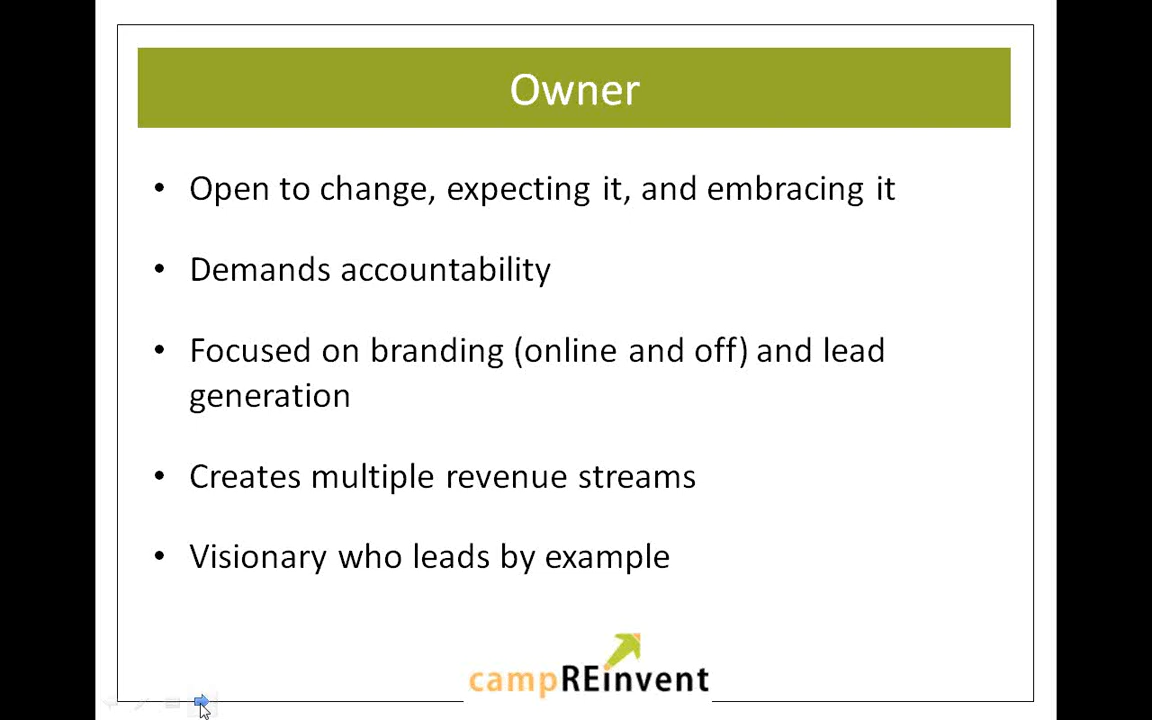 Owner
• Open to change, expecting it, and embracing it
• Demands accountability
• Focused on branding (online and off) and lead
generation
• Creates multiple revenue streams
• Visionary who leads by example
campREinvent